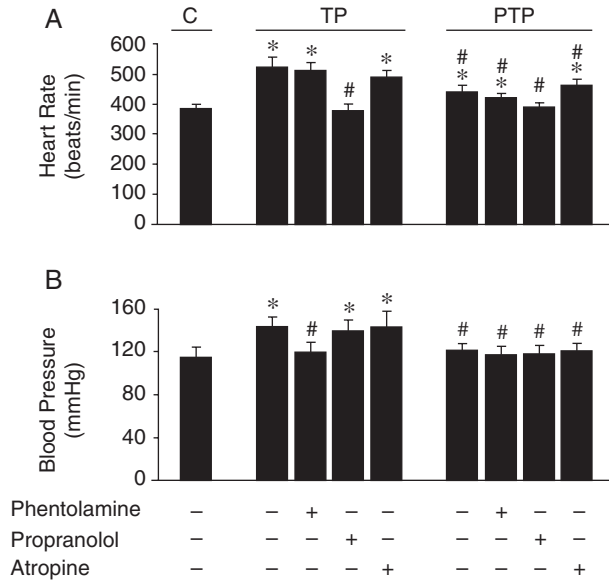 A
C TP PTP
Heart Rate
(beats/min)
600
500
400
300
200
100
0
* * # * # * # * # # *
B
Blood Pressure
(mmHg)
160
120
80
40
0
* # * * # # # #
Phentolamine – – + – – – + – –
Propranolol – – – + – – – + –
Atropine – – – – + – – – +